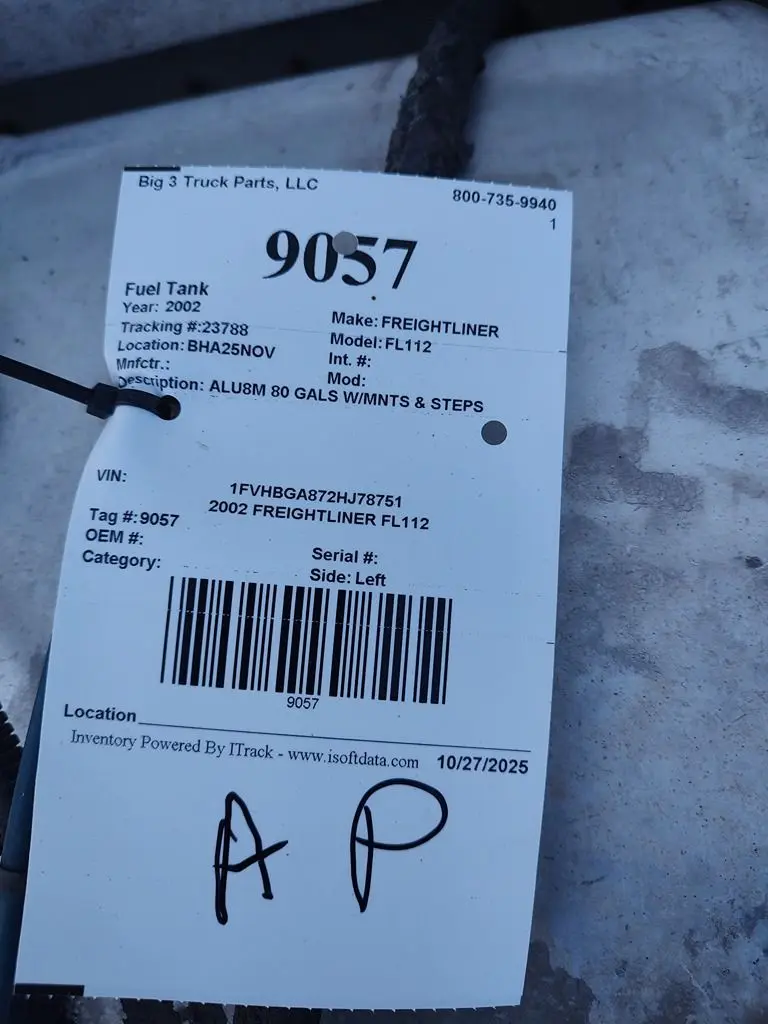 Big 3 Truck Parts, LLC 800-735-9940
1
9057
Fuel Tank
Year: 2002 Make: FREIGHTLINER
Tracking #:23788 Model: FL112
Location: BHA25NOV Int. #:
Mnfctr.: Mod:
Description: ALU8M 80 GALS W/MNTS & STEPS
VIN: 1FVHBGA872HJ78751
2002 FREIGHTLINER FL112
Tag #:9057
OEM #: Serial #:
Category: Side: Left
9057
Location
Inventory Powered By ITrack - www.isoftdata.com 10/27/2025
A P